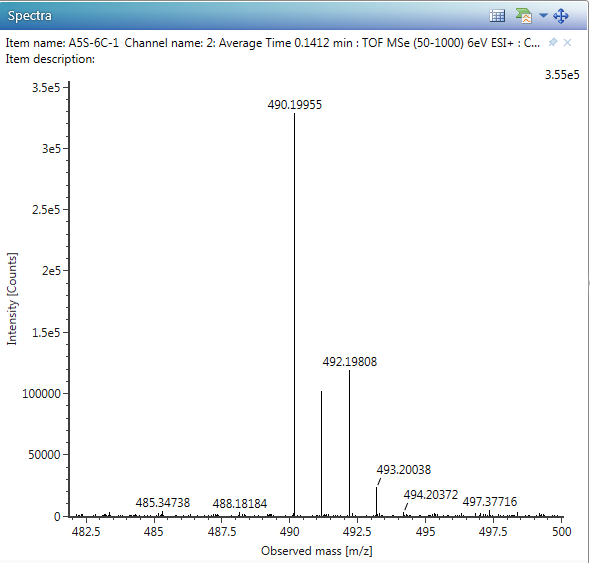 Spectra
Item name: A5S-6C-1 Channel name: 2: Average Time 0.1412 min : TOF MSe (50-1000) 6eV ESI+ : C...
Item description:
3.55e5
3.5e5
490.19955
3e5
2.5e5
2e5
Intensity [Counts]
1.5e5
492.19808
100000
493.20038
50000
485.34738
488.18184
494.20372
497.37716
0
482.5
485
487.5
490
492.5
495
497.5
500
Observed mass [m/z]